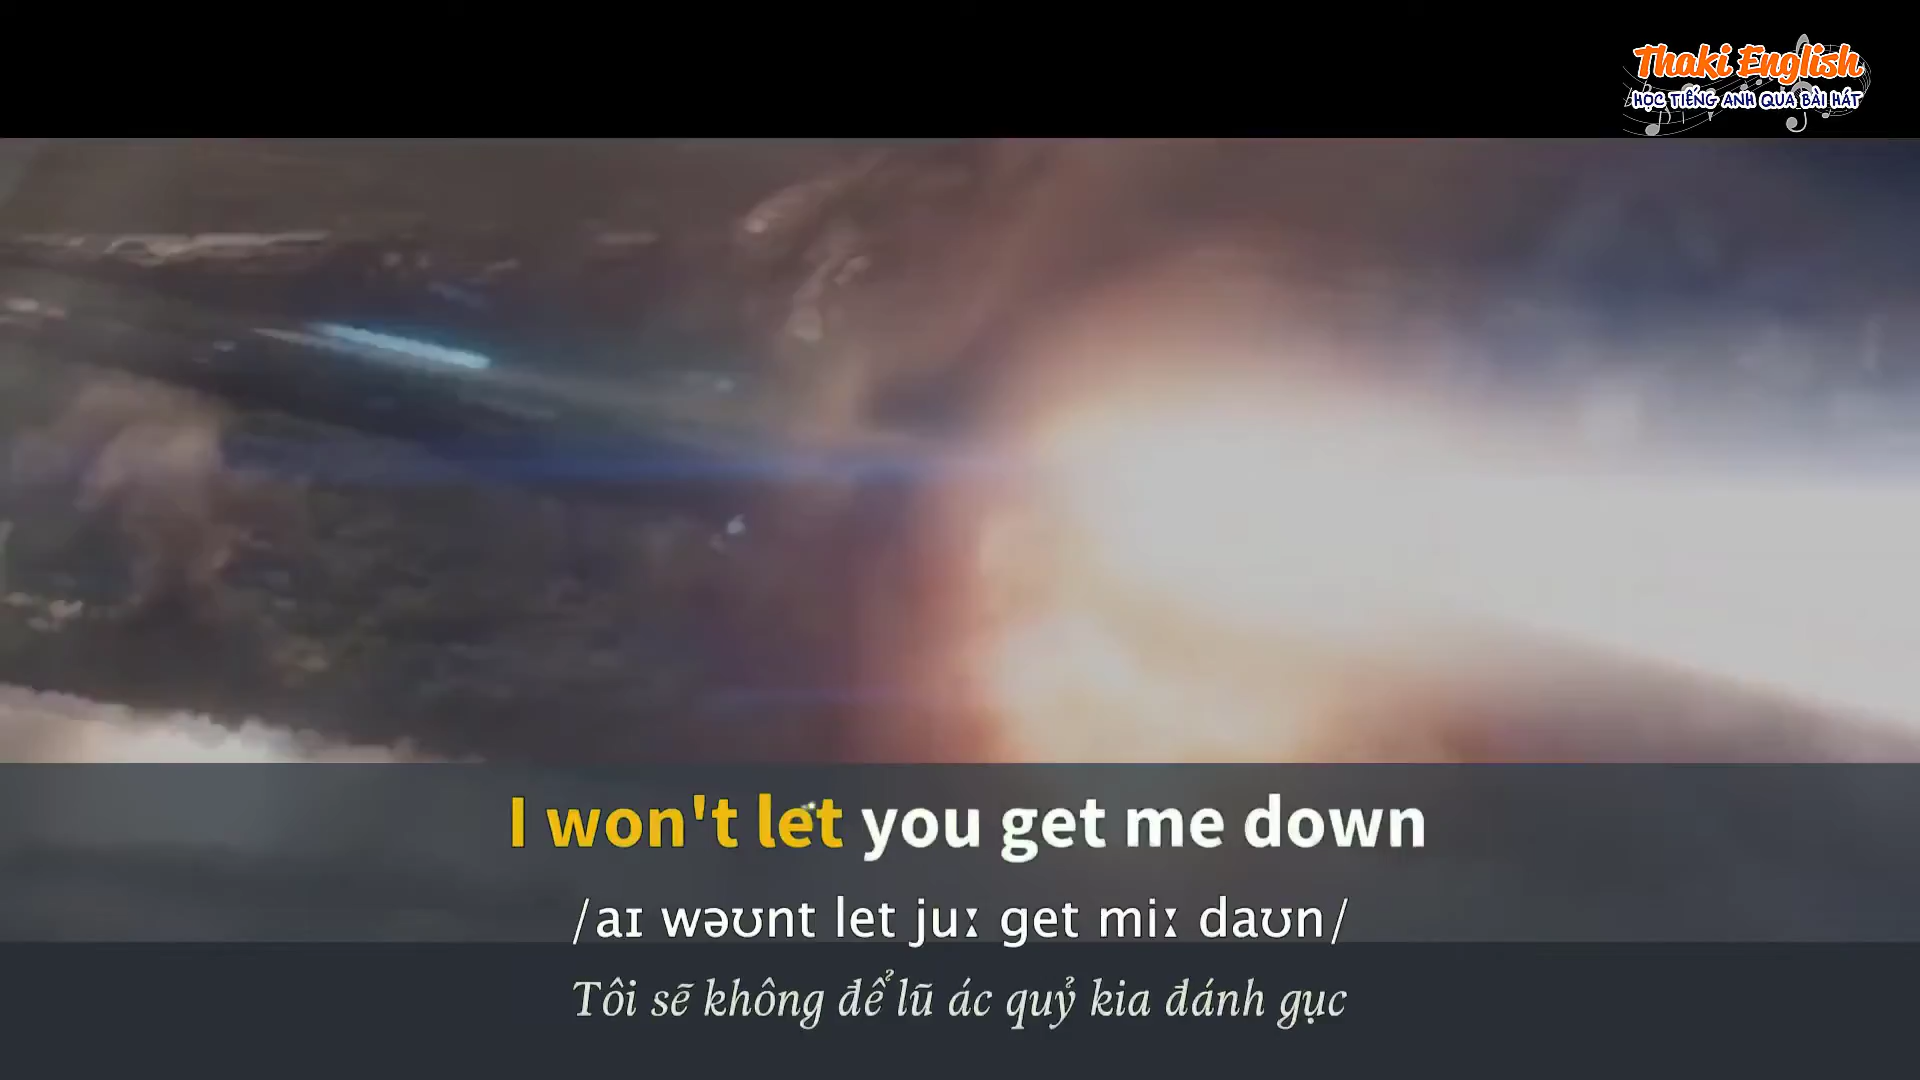 Thaki English
HỌC TIẾNG ANH QUA BÀI HÁT
I won't let you get me down
/aɪ wəʊnt let juː get miː daʊn/
Tôi sẽ không để lũ ác quỷ kia đánh gục